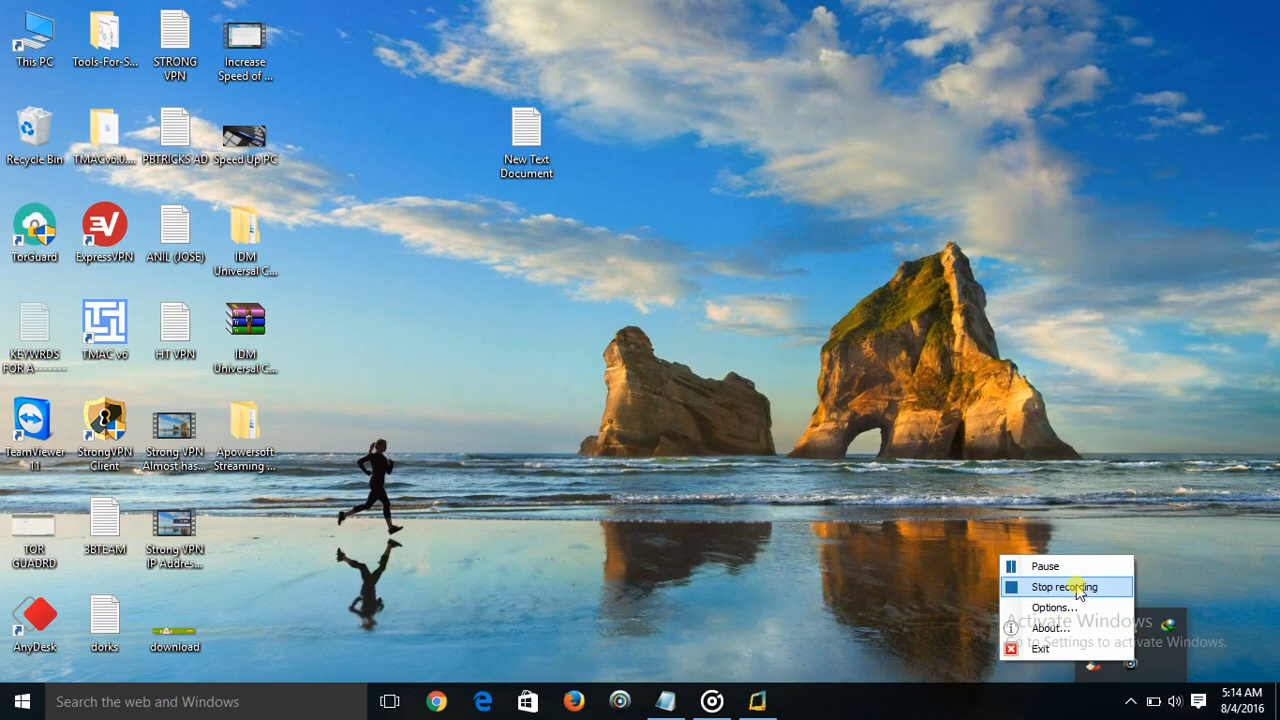 This PC
Tools-For-S...
STRONG
VPN
Increase
Speed of ...
Recycle Bin
TMACv6.0....
PBTRICKS AD
Speed Up PC
New Text
Document
TorGuard
ExpressVPN
ANIL (JOSE)
IDM
Universal C...
KEYWRDS
FOR A-------
TMAC v6
HT VPN
IDM
Universal C...
TeamViewer
11
StrongVPN
Client
Strong VPN
Almost has...
Apowersoft
Streaming ...
TOR
GUADRD
3BTEAM
Strong VPN
IP Addres...
AnyDesk
dorks
download
Pause
Stop recording
Options...
About...
Exit
Activate Windows
Go to Settings to activate Windows.
Search the web and Windows
5:14 AM
8/4/2016